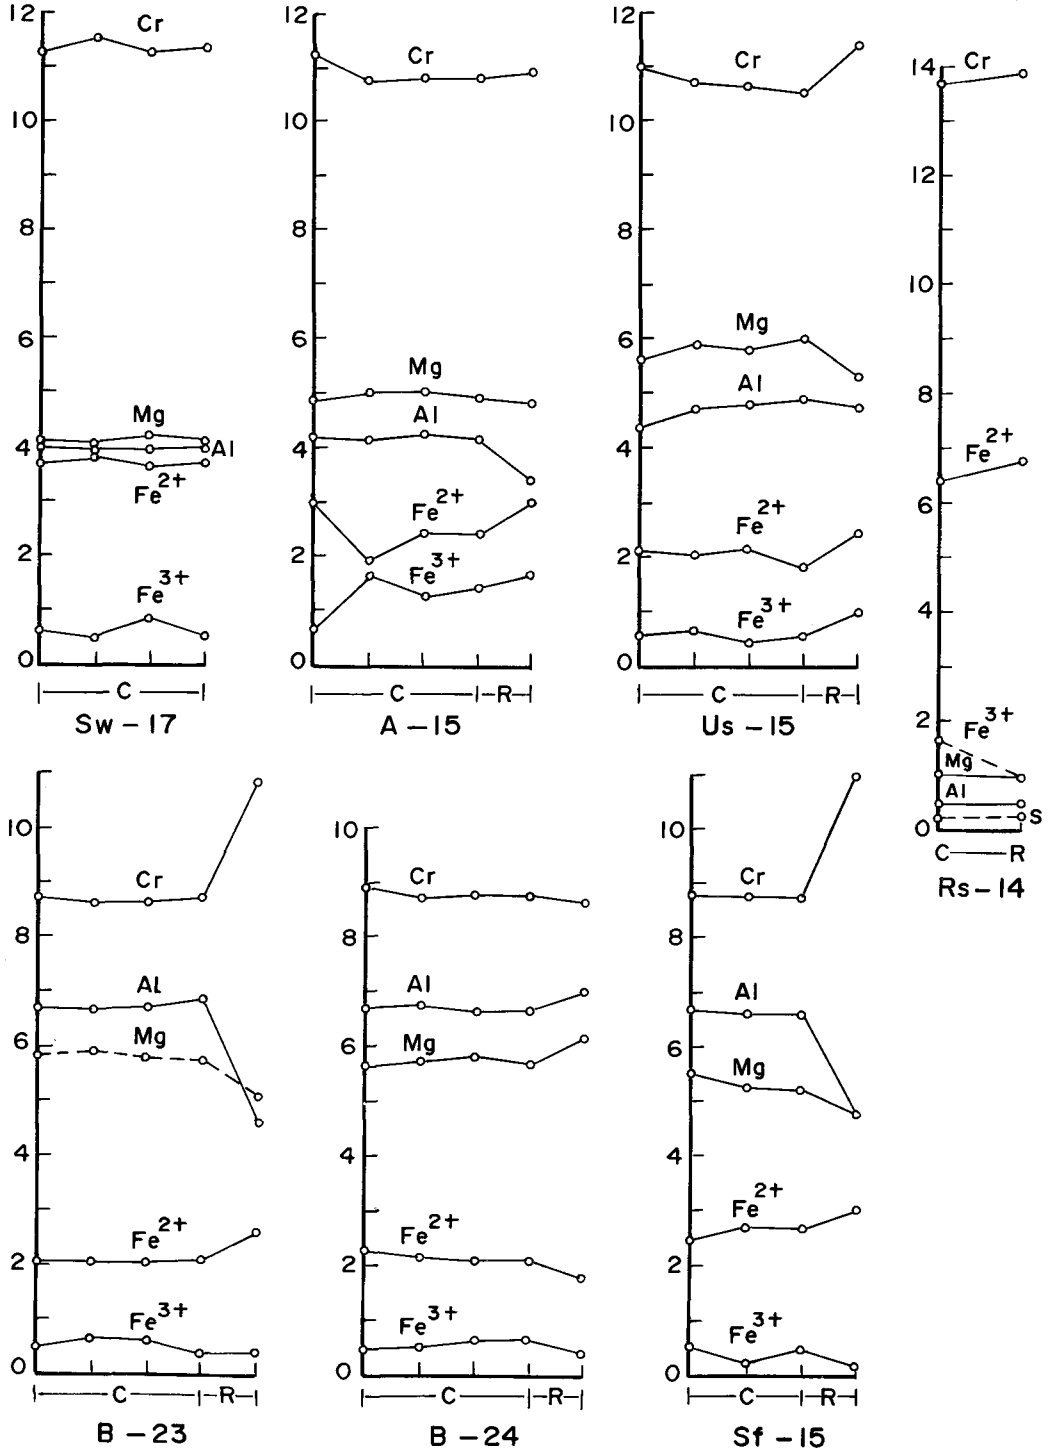 12
10
8
6
4
2
0
Cr
Mg
Al
Fe2+
Fe3+
C
Sw – 17
12
10
8
6
4
2
0
Cr
Mg
Al
Fe2+
Fe3+
C R
A – 15
12
10
8
6
4
2
0
Cr
Mg
Al
Fe2+
Fe3+
C R
Us – 15
14
12
10
8
6
4
2
0
Cr
Fe2+
Fe3+
Mg
Al
S
C R
Rs – 14
10
8
6
4
2
0
Cr
Al
Mg
Fe2+
Fe3+
C R
B – 23
10
8
6
4
2
0
Cr
Al
Mg
Fe2+
Fe3+
C R
B – 24
10
8
6
4
2
0
Cr
Al
Mg
Fe2+
Fe3+
C R
Sf – 15